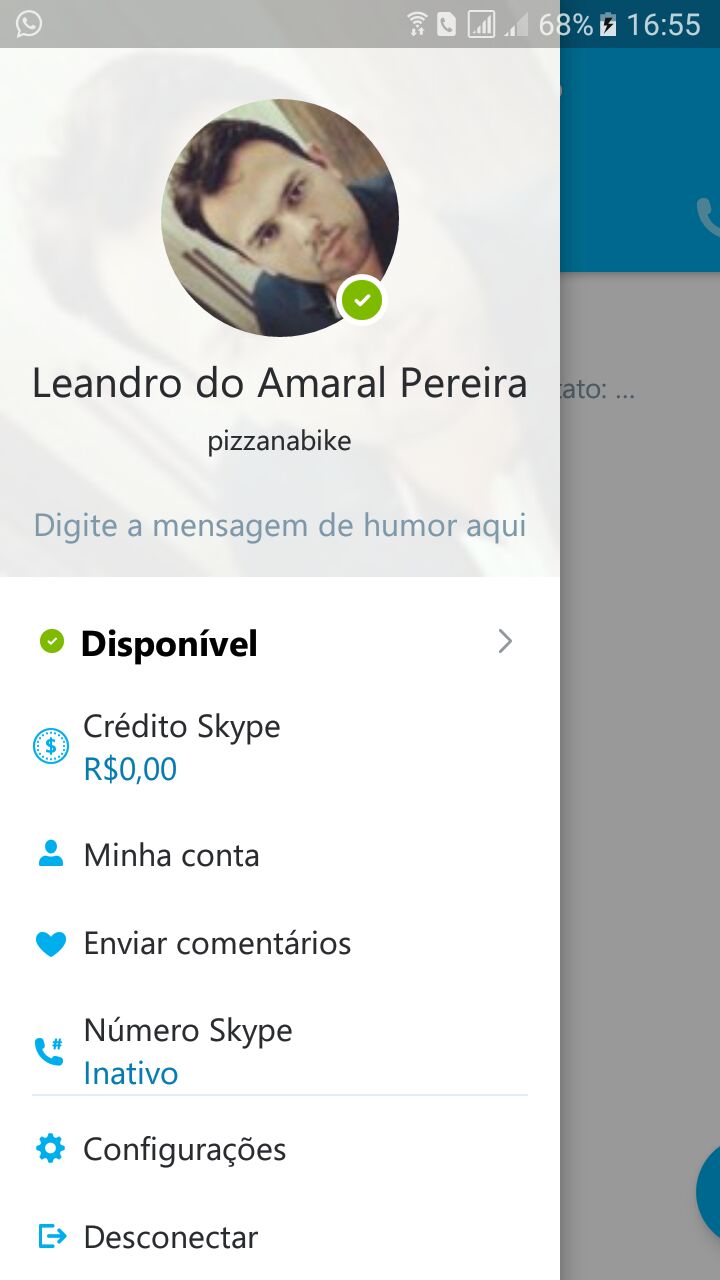 68% 16:55
Leandro do Amaral Pereira
pizzanabike
tato: ...
Digite a mensagem de humor aqui
Disponível
Crédito Skype
R$0,00
Minha conta
Enviar comentários
Número Skype
Inativo
Configurações
Desconectar